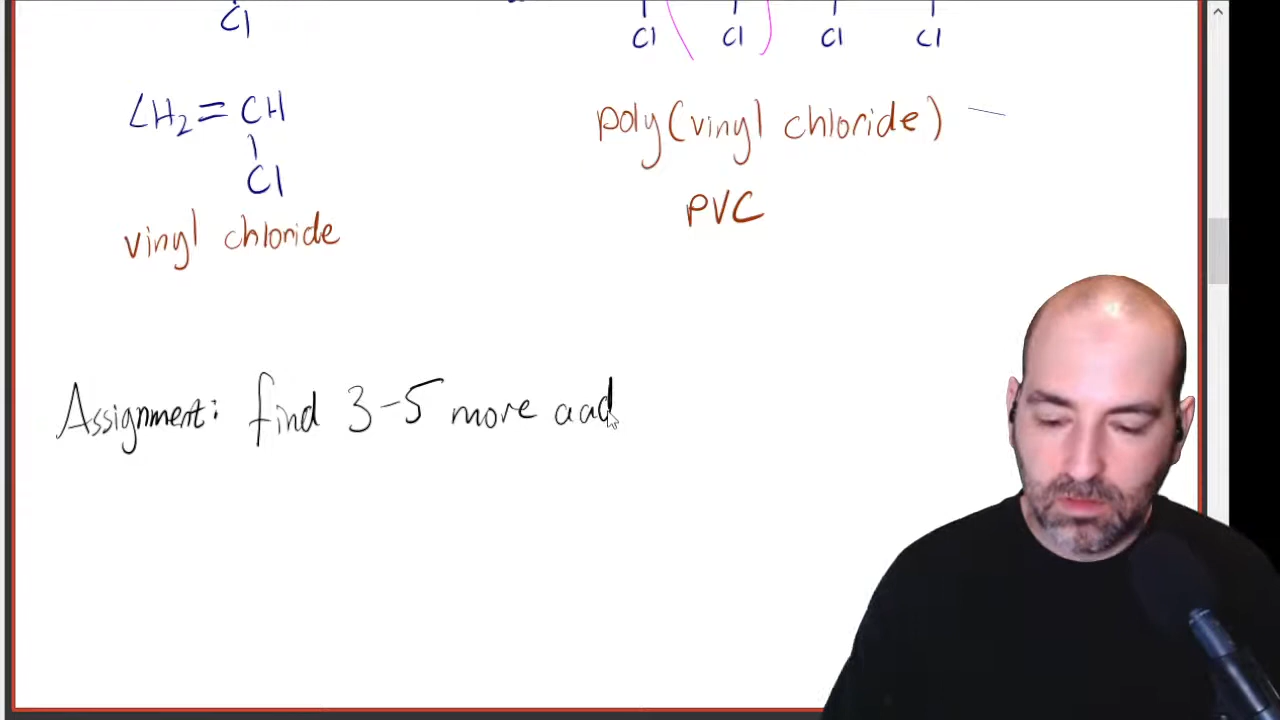 Cl
Cl Cl Cl Cl
CH2 = CH
Cl
vinyl chloride
poly(vinyl chloride)
PVC
Assignment: find 3-5 more aad